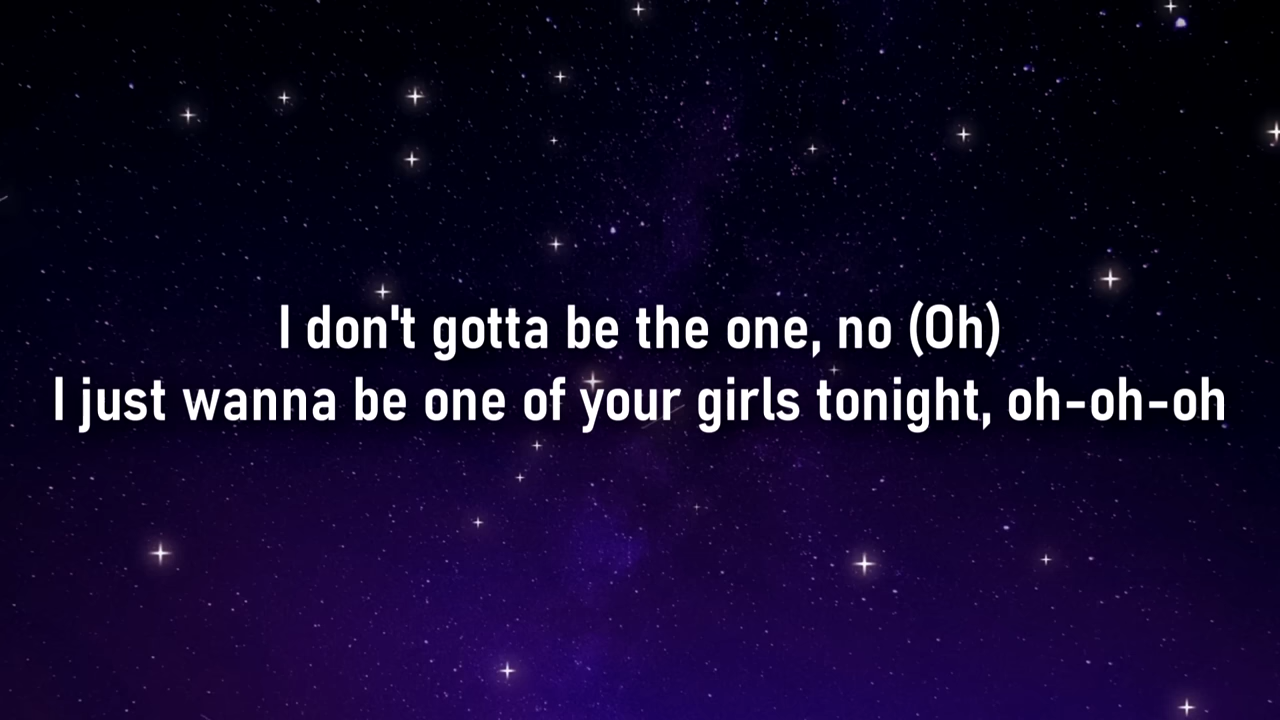 I don't gotta be the one, no (Oh)
I just wanna be one of your girls tonight, oh-oh-oh